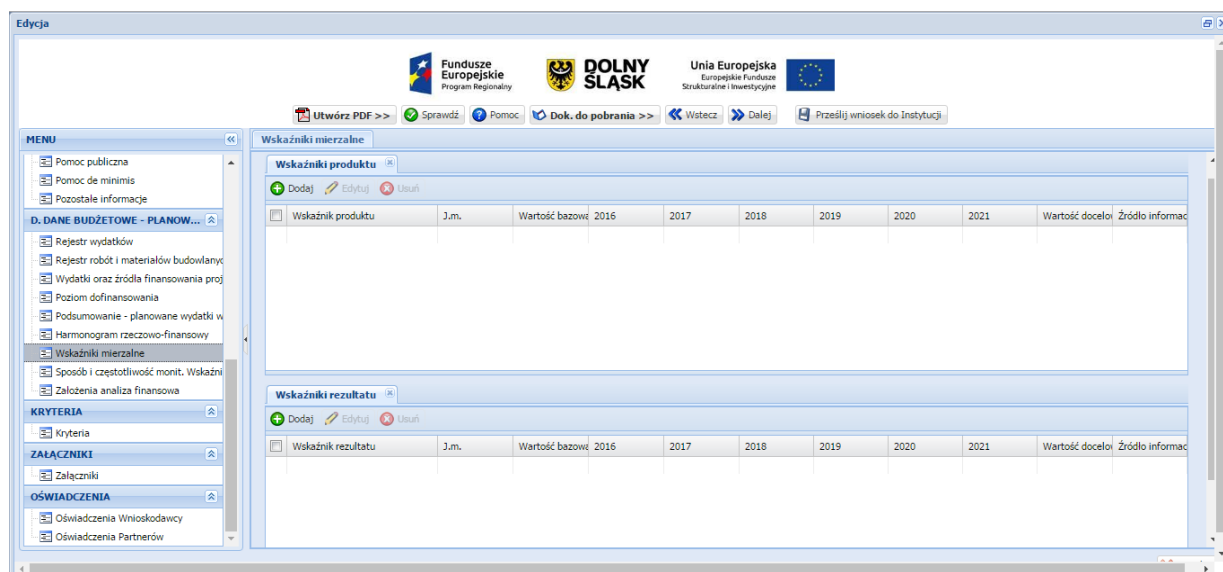 Edycja
Fundusze
Europejskie
Program Regionalny
DOLNY
ŚLĄSK
Unia Europejska
Europejskie Fundusze
Strukturalne i Inwestycyjne
Utwórz PDF >> Sprawdź Pomoc Dok. do pobrania >> Wstecz Dalej Prześlij wniosek do Instytucji
MENU
Pomoc publiczna
Pomoc de minimis
Pozostałe informacje
D. DANE BUDŻETOWE - PLANOW...
Rejestr wydatków
Rejestr robót i materiałów budowlanyc
Wydatki oraz źródła finansowania proj
Poziom dofinansowania
Podsumowanie - planowane wydatki w
Harmonogram rzeczowo-finansowy
Wskaźniki mierzalne
Sposób i częstotliwość monit. Wskaźni
Założenia analiza finansowa
KRYTERIA
Kryteria
ZAŁĄCZNIKI
Załączniki
OŚWIADCZENIA
Oświadczenia Wnioskodawcy
Oświadczenia Partnerów
Wskaźniki mierzalne
Wskaźniki produktu
Dodaj Edytuj Usuń
Wskaźnik produktu J.m. Wartość bazowa 2016 2017 2018 2019 2020 2021 Wartość docelow Źródło informac
Wskaźniki rezultatu
Dodaj Edytuj Usuń
Wskaźnik rezultatu J.m. Wartość bazowa 2016 2017 2018 2019 2020 2021 Wartość docelow Źródło informac